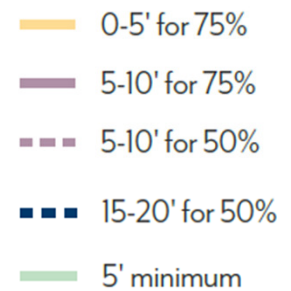 0-5' for 75%
5-10' for 75%
5-10' for 50%
15-20' for 50%
5' minimum